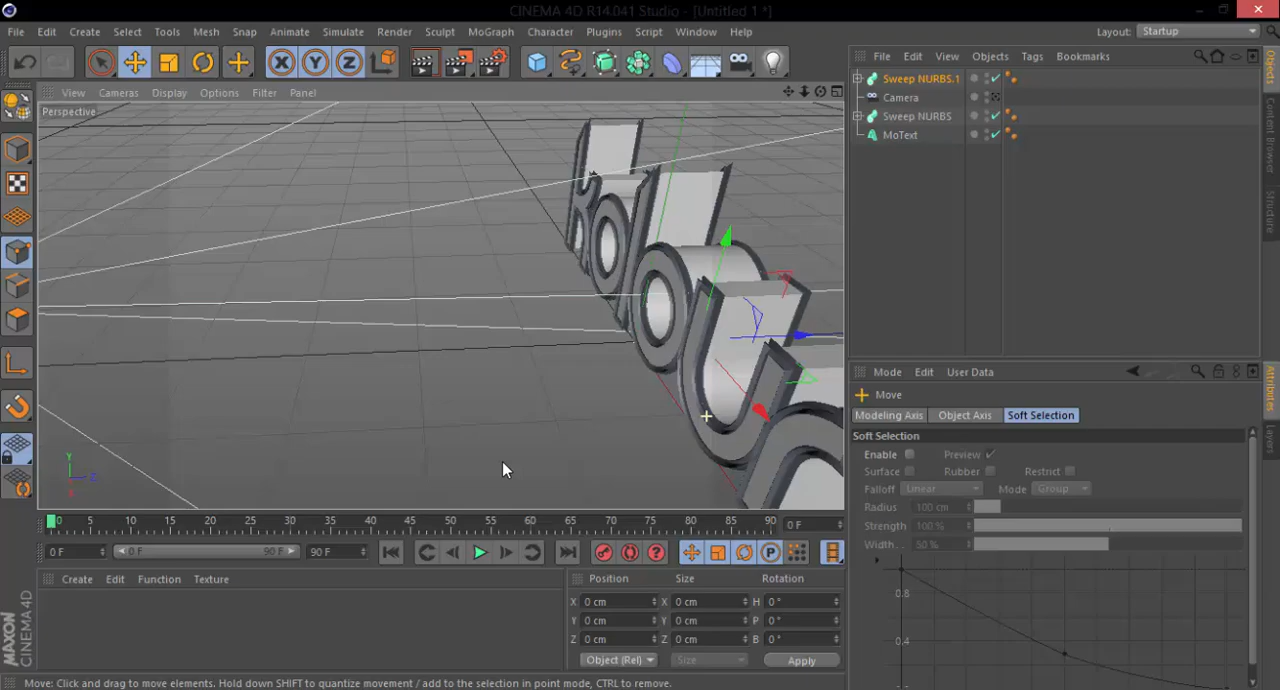 CINEMA 4D R14.041 Studio - [Untitled 1 *]
File Edit Create Select Tools Mesh Snap Animate Simulate Render Sculpt MoGraph Character Plugins Script Window Help
Layout: Startup
X Y Z
View Cameras Display Options Filter Panel
Perspective
File Edit View Objects Tags Bookmarks
Sweep NURBS.1
Camera
Sweep NURBS
MoText
Objects
Content Browser
Structure
Mode Edit User Data
Move
Modeling Axis Object Axis Soft Selection
Soft Selection
Enable Preview
Surface Rubber Restrict
Falloff Linear Mode Group
Radius 100 cm
Strength 100 %
Width. . 50 %
0.8
0.4
Attributes
Layers
Y
Z
X
0 5 10 15 20 25 30 35 40 45 50 55 60 65 70 75 80 85 90 0 F
0 F 0 F 90 F 90 F
Create Edit Function Texture
Position Size Rotation
X 0 cm X 0 cm H 0 °
Y 0 cm Y 0 cm P 0 °
Z 0 cm Z 0 cm B 0 °
Object (Rel) Size Apply
MAXON CINEMA 4D
Move: Click and drag to move elements. Hold down SHIFT to quantize movement / add to the selection in point mode, CTRL to remove.